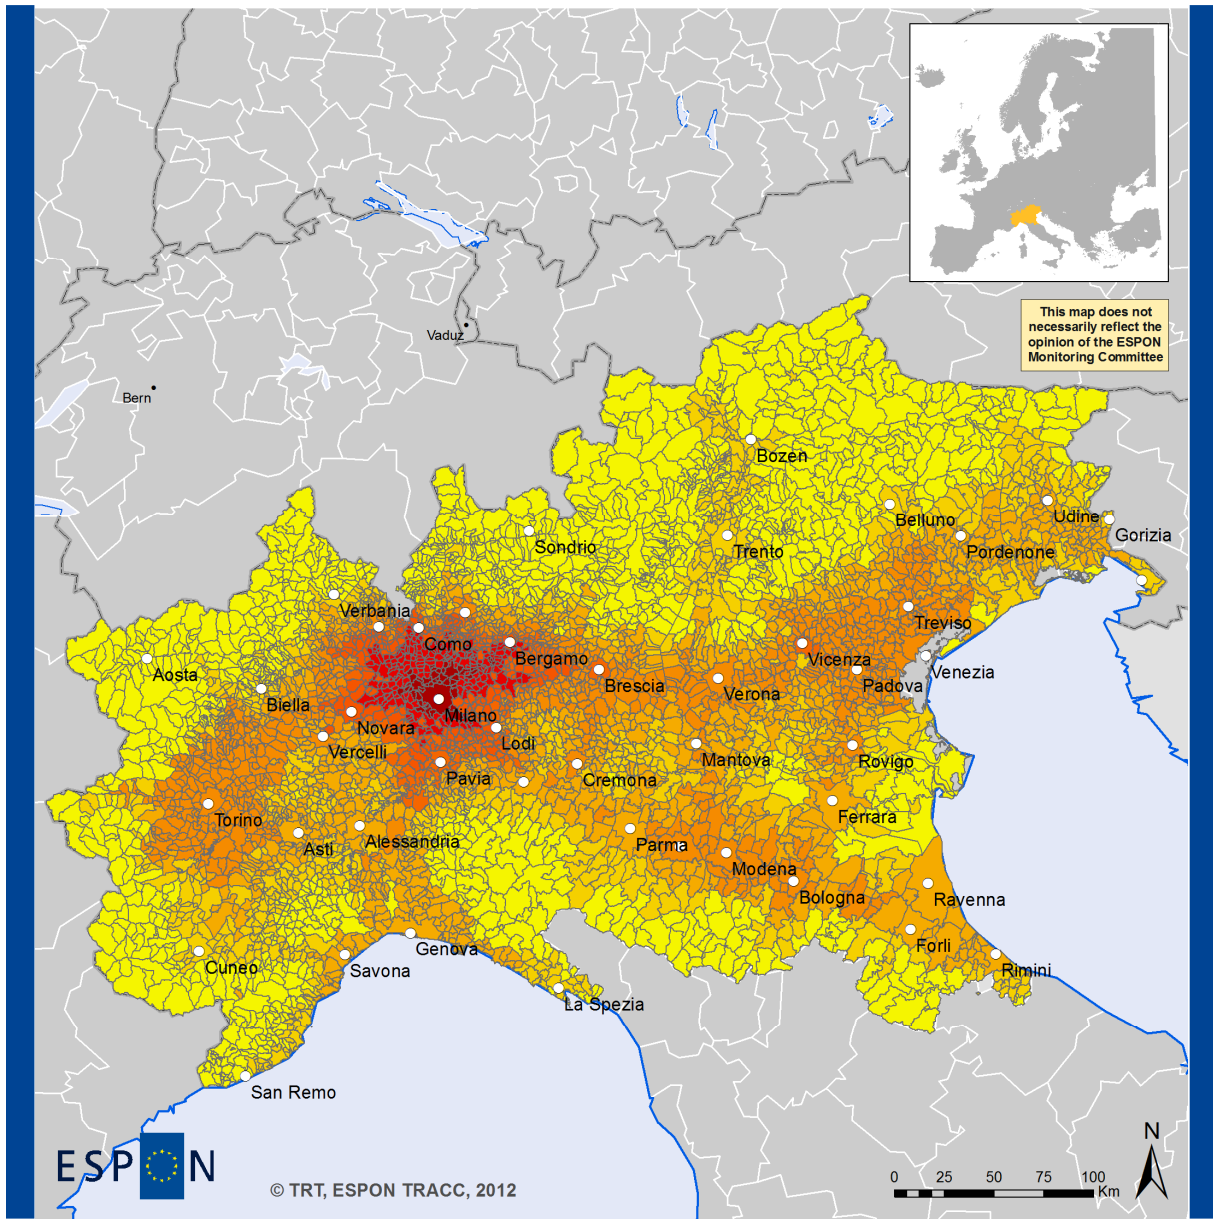 This map does not
necessarily reflect the
opinion of the ESPON
Monitoring Committee
Vaduz
Bern
Bozen
Belluno
Udine
Gorizia
Sondrio
Trento
Pordenone
Verbania
Treviso
Como
Bergamo
Vicenza
Venezia
Aosta
Brescia
Verona
Padova
Biella
Milano
Novara
Lodi
Vercelli
Mantova
Rovigo
Pavia
Cremona
Torino
Ferrara
Asti
Alessandria
Parma
Modena
Bologna
Ravenna
Genova
Forli
Cuneo
Savona
Rimini
La Spezia
San Remo
N
ESPON
© TRT, ESPON TRACC, 2012
0 25 50 75 100
Km